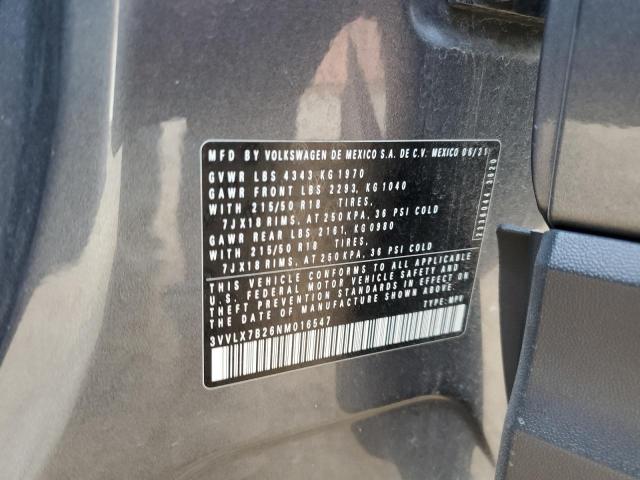 MFD BY VOLKSWAGEN DE MEXICO S.A. DE C.V. MEXICO 06/21
GVWR LBS 4343 KG 1970
GAWR FRONT LBS 2293, KG 1040
WITH 215/50 R18 TIRES,
7JX18 RIMS, AT 250 KPA, 36 PSI COLD
GAWR REAR LBS 2161, KG 0980
WITH 215/50 R18 TIRES,
7JX18 RIMS, AT 250 KPA, 36 PSI COLD
THIS VEHICLE CONFORMS TO ALL APPLICABLE
U.S. FEDERAL MOTOR VEHICLE SAFETY AND
THEFT PREVENTION STANDARDS IN EFFECT ON
THE DATE OF MANUFACTURE SHOWN ABOVE.
TYPE: MPV
3VVLX7B26NM016547